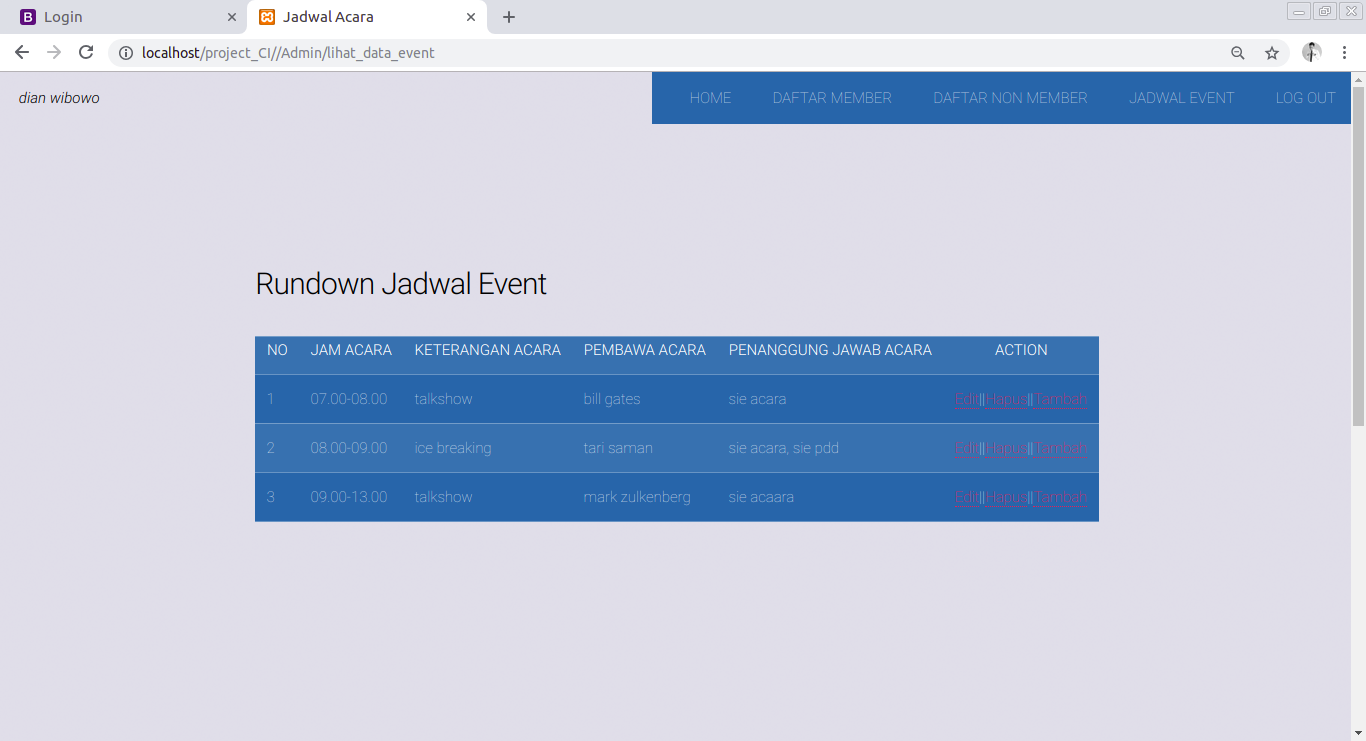 Login
Jadwal Acara
localhost/project_CI//Admin/lihat_data_event
dian wibowo
HOME DAFTAR MEMBER DAFTAR NON MEMBER JADWAL EVENT LOG OUT
Rundown Jadwal Event
NO JAM ACARA KETERANGAN ACARA PEMBAWA ACARA PENANGGUNG JAWAB ACARA ACTION
1 07.00-08.00 talkshow bill gates sie acara Edit||Hapus||Tambah
2 08.00-09.00 ice breaking tari saman sie acara, sie pdd Edit||Hapus||Tambah
3 09.00-13.00 talkshow mark zulkenberg sie acaara Edit||Hapus||Tambah